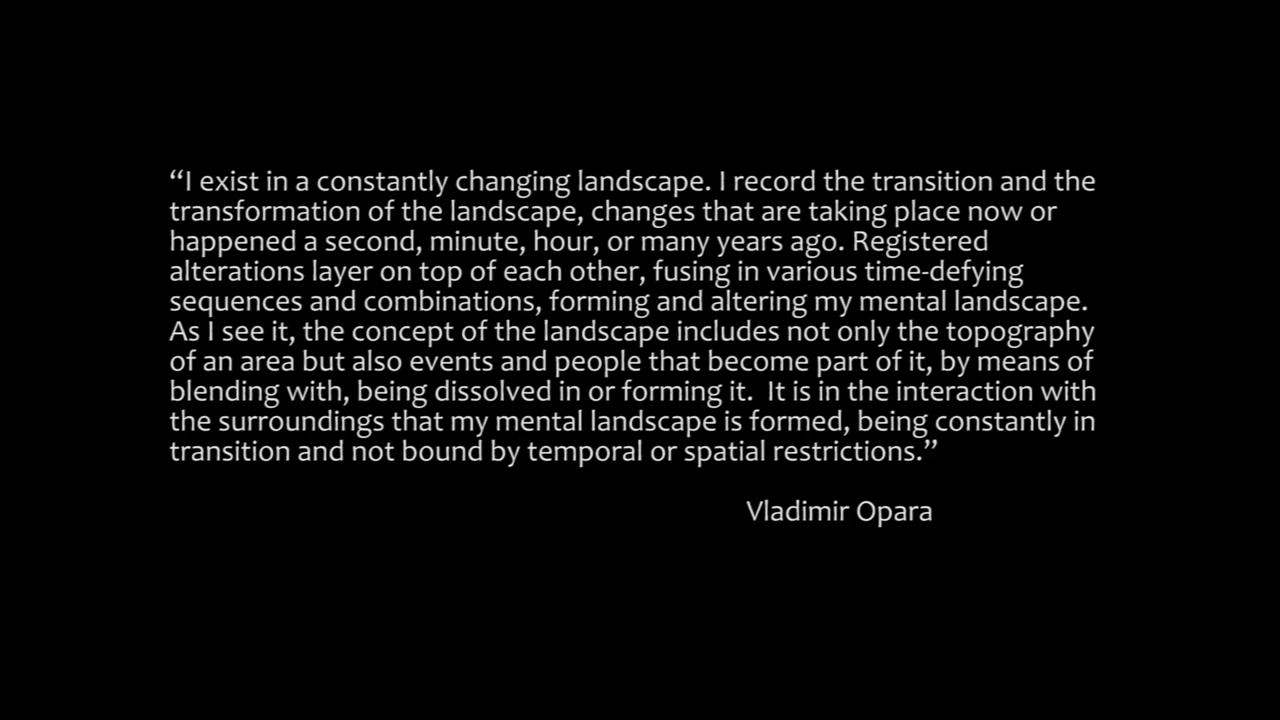 “I exist in a constantly changing landscape. I record the transition and the
transformation of the landscape, changes that are taking place now or
happened a second, minute, hour, or many years ago. Registered
alterations layer on top of each other, fusing in various time-defying
sequences and combinations, forming and altering my mental landscape.
As I see it, the concept of the landscape includes not only the topography
of an area but also events and people that become part of it, by means of
blending with, being dissolved in or forming it.  It is in the interaction with
the surroundings that my mental landscape is formed, being constantly in
transition and not bound by temporal or spatial restrictions.”
Vladimir Opara